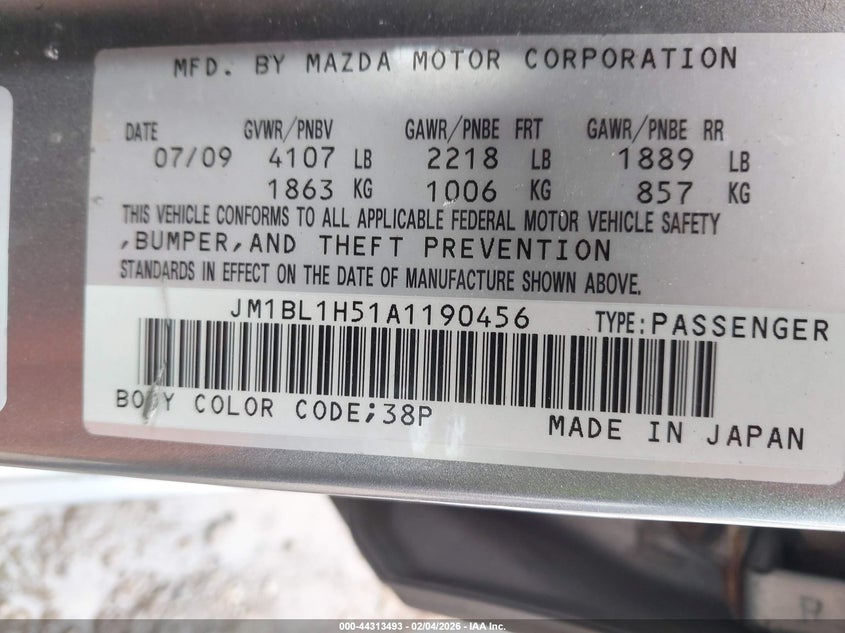 MFD. BY MAZDA MOTOR CORPORATION
DATE GVWR/PNBV GAWR/PNBE FRT GAWR/PNBE RR
07/09 4107 LB 2218 LB 1889 LB
1863 KG 1006 KG 857 KG
THIS VEHICLE CONFORMS TO ALL APPLICABLE FEDERAL MOTOR VEHICLE SAFETY
,BUMPER,AND THEFT PREVENTION
STANDARDS IN EFFECT ON THE DATE OF MANUFACTURE SHOWN ABOVE.
JM1BL1H51A1190456 TYPE:PASSENGER
BODY COLOR CODE;38P
MADE IN JAPAN
000-44313493 - 02/04/2026 - IAA Inc.